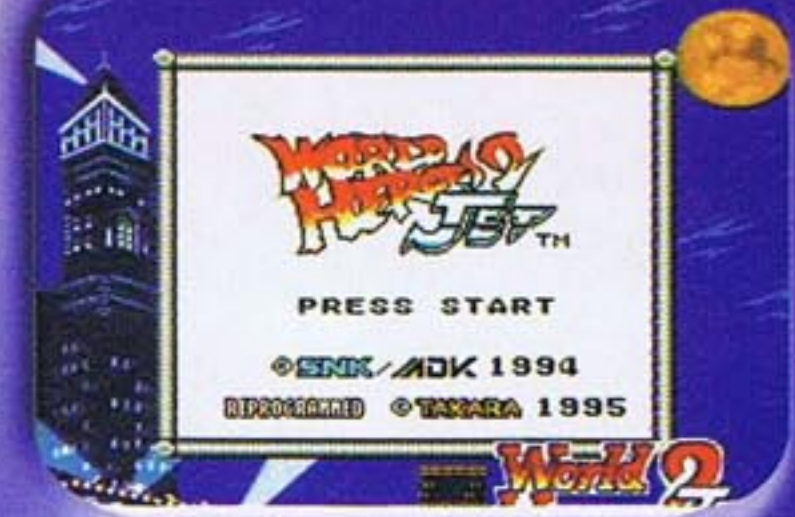 WORLD
HEROES 2
JET TM
PRESS START
©SNK/ADK 1994
REPROGRAMMED ©TAKARA 1995
World 2